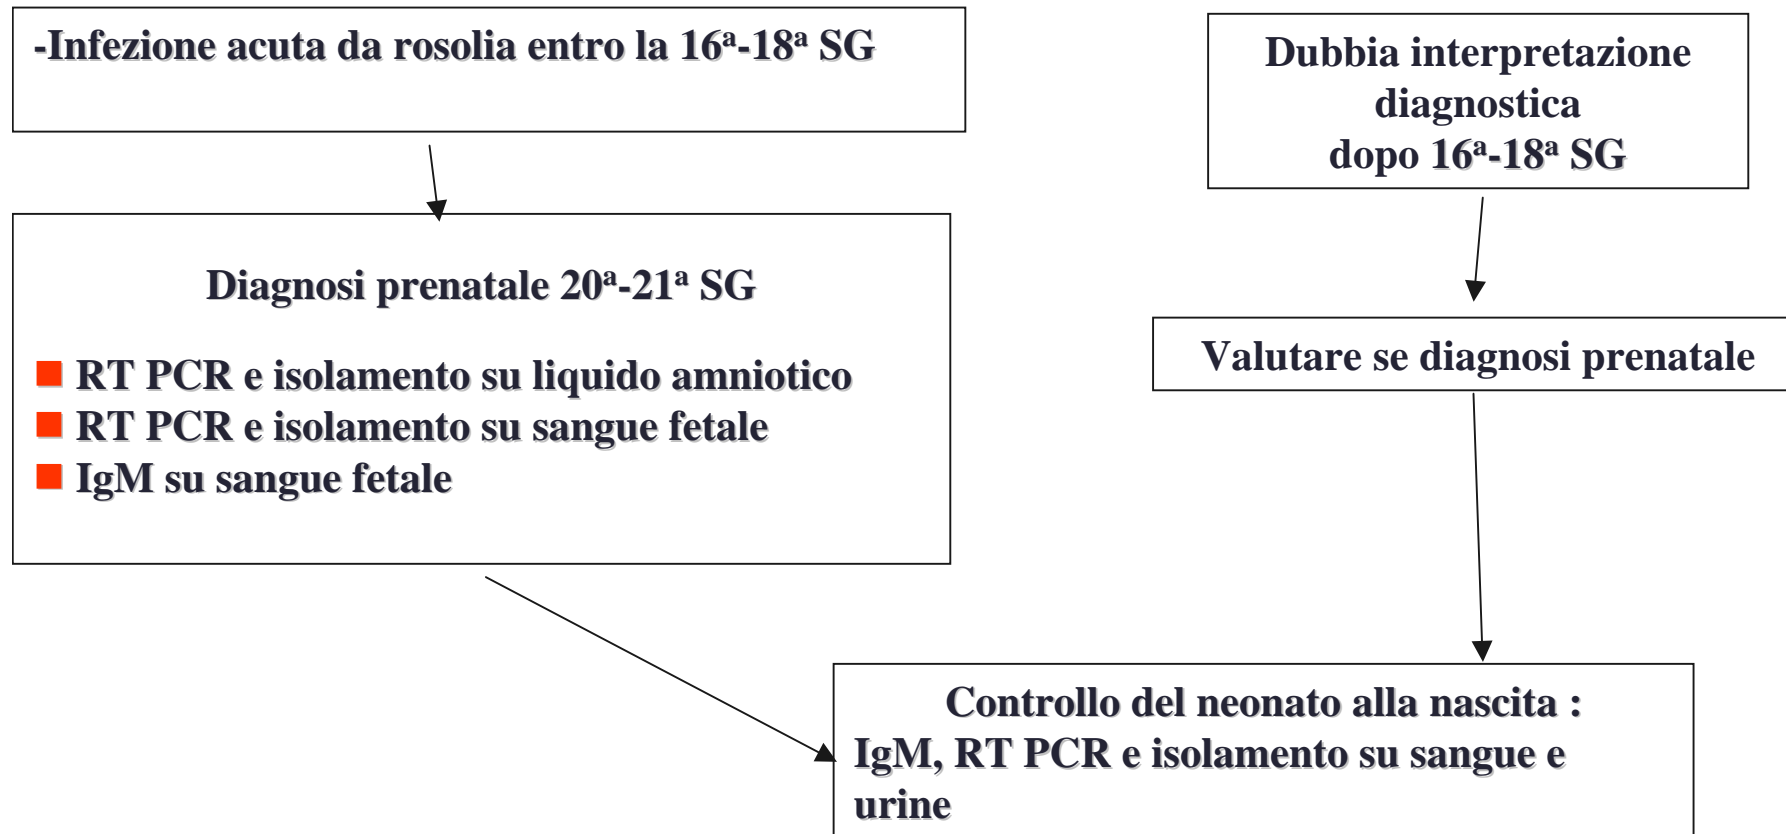 -Infezione acuta da rosolia entro la 16ª-18ª SG
Dubbia interpretazione
diagnostica
dopo 16ª-18ª SG
Diagnosi prenatale 20ª-21ª SG
RT PCR e isolamento su liquido amniotico
RT PCR e isolamento su sangue fetale
IgM su sangue fetale
Valutare se diagnosi prenatale
Controllo del neonato alla nascita :
IgM, RT PCR e isolamento su sangue e
urine